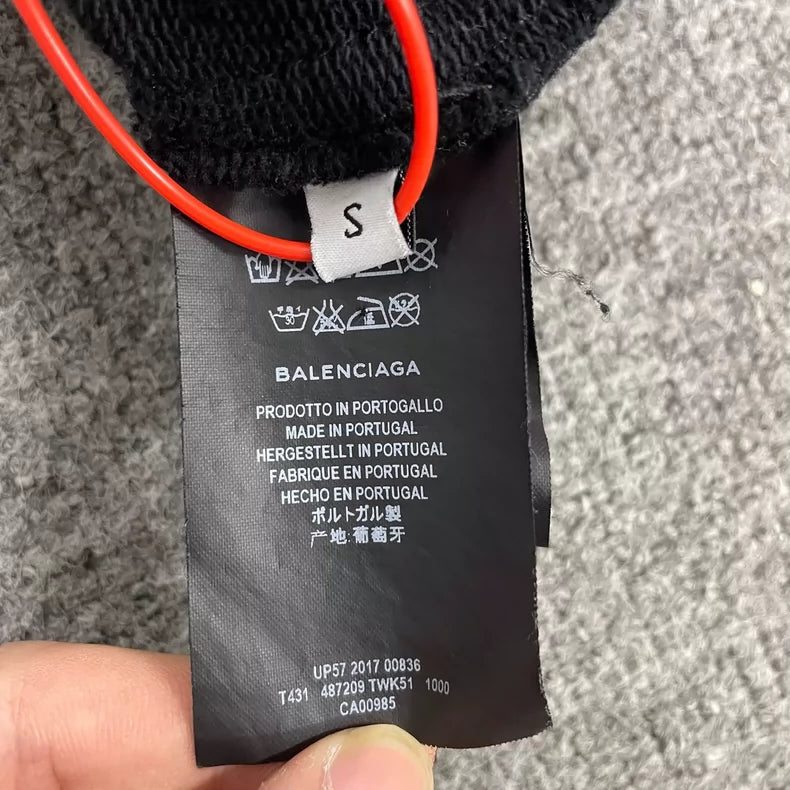 S
BALENCIAGA
PRODOTTO IN PORTOGALLO
MADE IN PORTUGAL
HERGESTELLT IN PORTUGAL
FABRIQUE EN PORTUGAL
HECHO EN PORTUGAL
ポルトガル製
产地:葡萄牙
UP57 2017 00836
T431 487209 TWK51 1000
CA00985